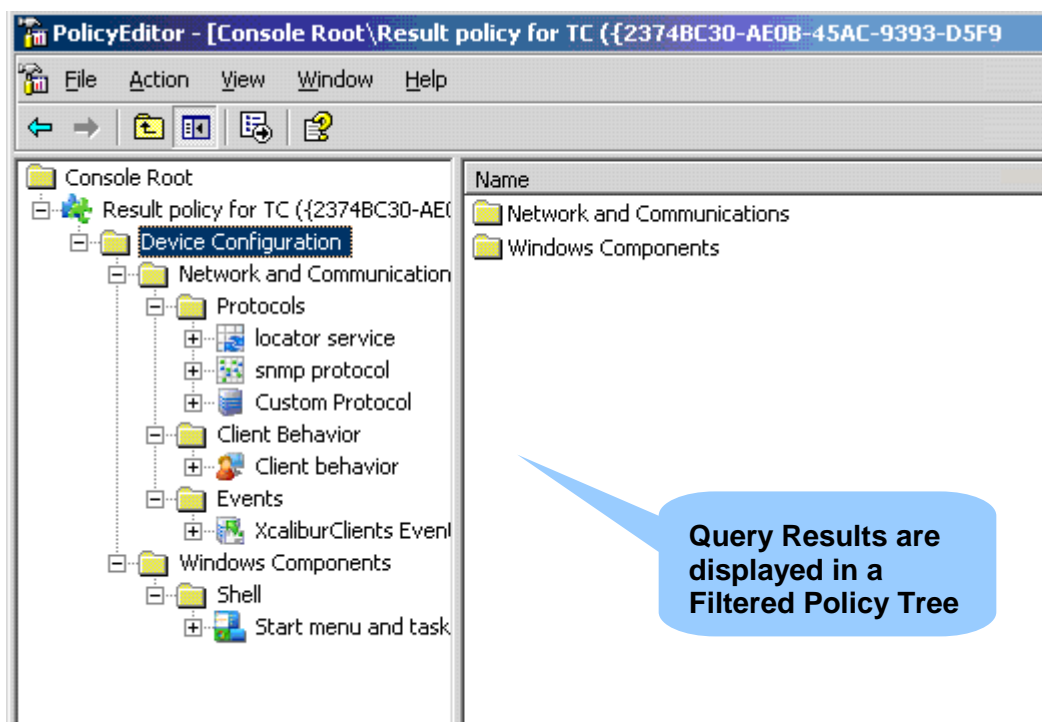 PolicyEditor - [Console Root\Result policy for TC ({2374BC30-AE0B-45AC-9393-D5F9
File Action View Window Help
Console Root
Result policy for TC ({2374BC30-AE
Device Configuration
Network and Communication
Protocols
locator service
snmp protocol
Custom Protocol
Client Behavior
Client behavior
Events
XcaliburClients Even
Windows Components
Shell
Start menu and task
Name
Network and Communications
Windows Components
Query Results are
displayed in a
Filtered Policy Tree